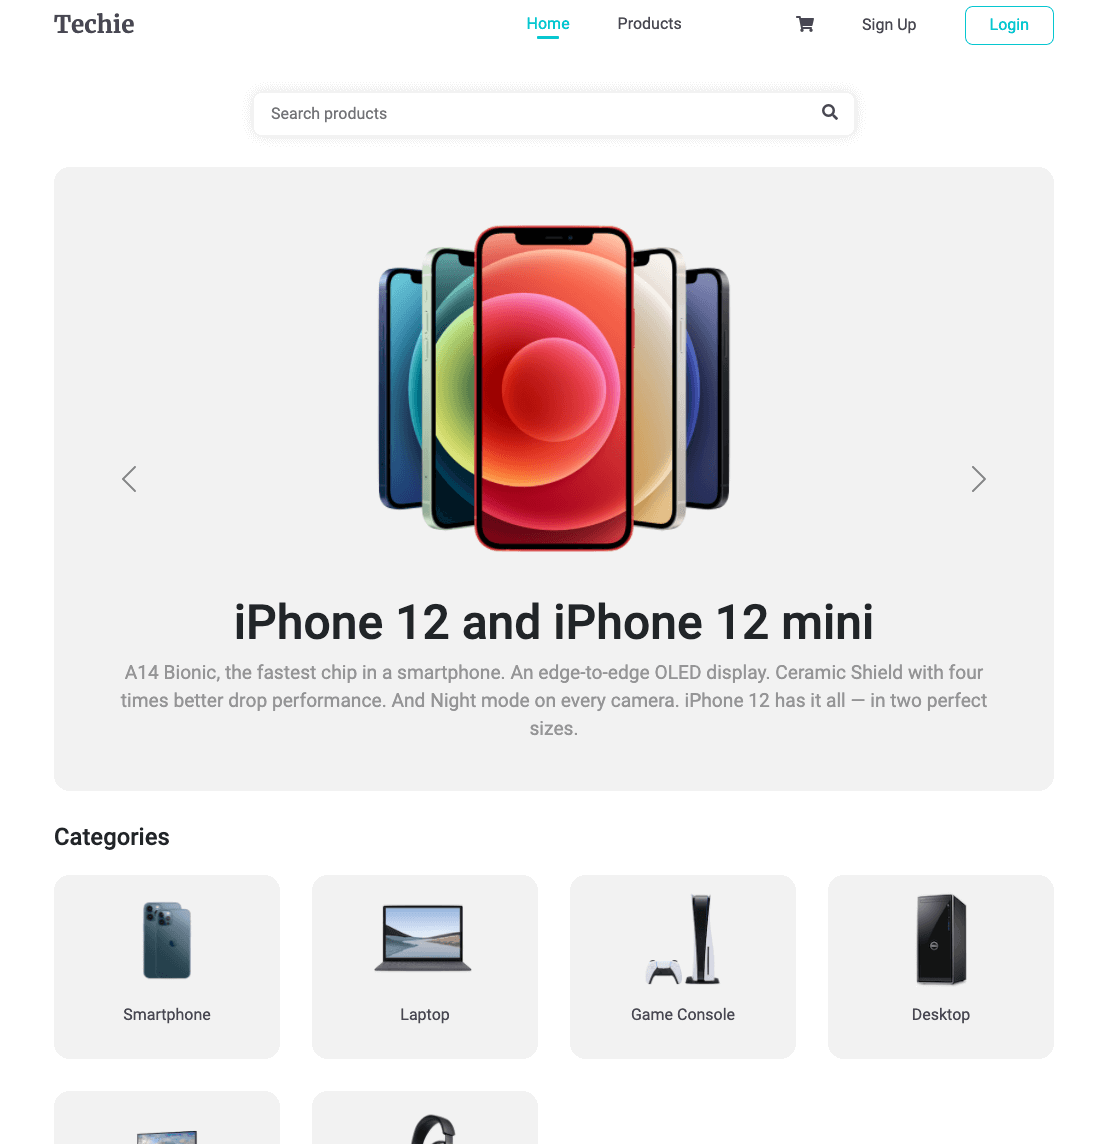 Techie
Home
Products
Sign Up
Login
Search products
iPhone 12 and iPhone 12 mini
A14 Bionic, the fastest chip in a smartphone. An edge-to-edge OLED display. Ceramic Shield with four
times better drop performance. And Night mode on every camera. iPhone 12 has it all — in two perfect
sizes.
Categories
Smartphone
Laptop
Game Console
Desktop